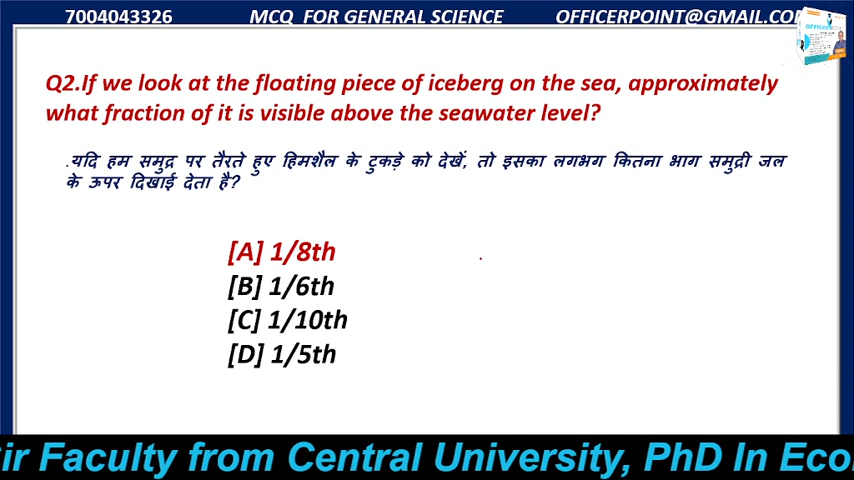 7004043326 MCQ FOR GENERAL SCIENCE OFFICERPOINT@GMAIL.CO
Q2.If we look at the floating piece of iceberg on the sea, approximately
what fraction of it is visible above the seawater level?
.यदि हम समुद्र पर तैरते हुए हिमशैल के टुकड़े को देखें, तो इसका लगभग कितना भाग समुद्री जल
के ऊपर दिखाई देता है?
[A] 1/8th
[B] 1/6th
[C] 1/10th
[D] 1/5th
ir Faculty from Central University, PhD In Eco